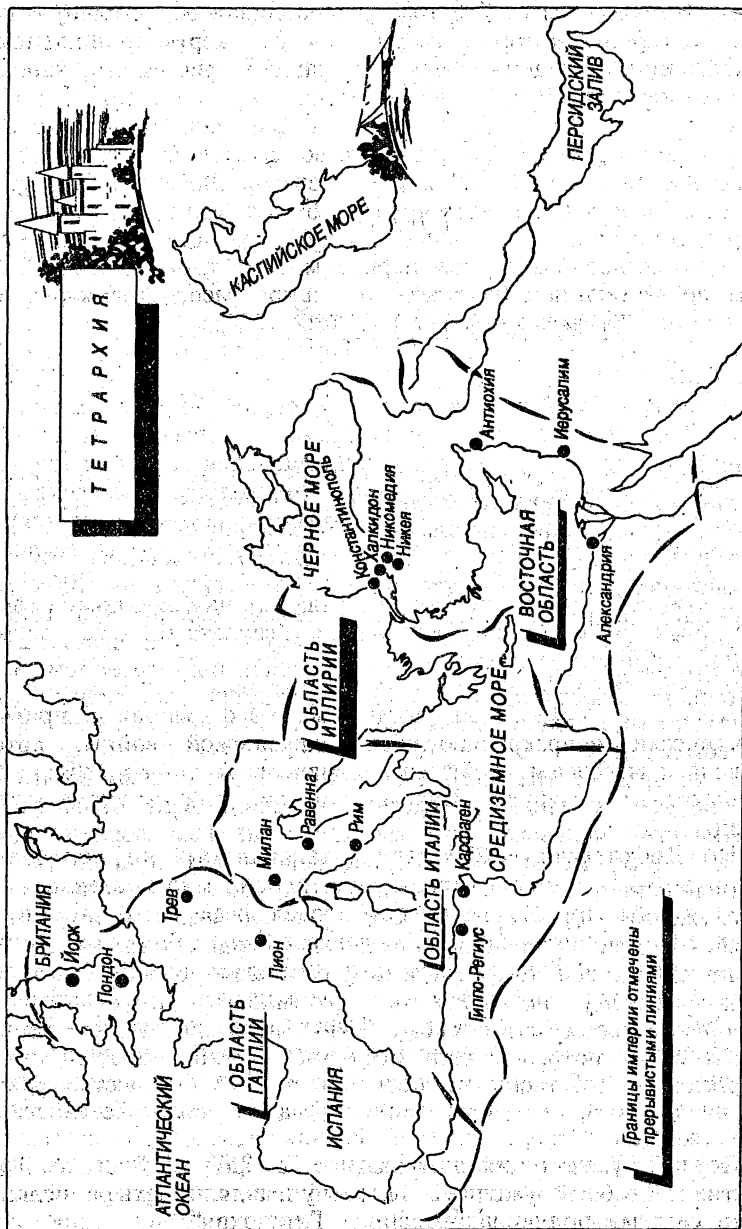 ТЕТРАРХИЯ
БРИТАНИЯ
Йорк
Лондон
АТЛАНТИЧЕСКИЙ
ОКЕАН
Трев
ОБЛАСТЬ
ГАЛЛИИ
Лион
Милан
Равенна
Рим
ИСПАНИЯ
ОБЛАСТЬ
ИЛЛИРИИ
ЧЕРНОЕ МОРЕ
Константинополь
Халкидон
Никомедия
Никея
КАСПИЙСКОЕ МОРЕ
ОБЛАСТЬ ИТАЛИИ
Карфаген
Гиппо-Региус
СРЕДИЗЕМНОЕ МОРЕ
ВОСТОЧНАЯ
ОБЛАСТЬ
Антиохия
Иерусалим
Александрия
ПЕРСИДСКИЙ
ЗАЛИВ
Границы империи отмечены
прерывистыми линиями